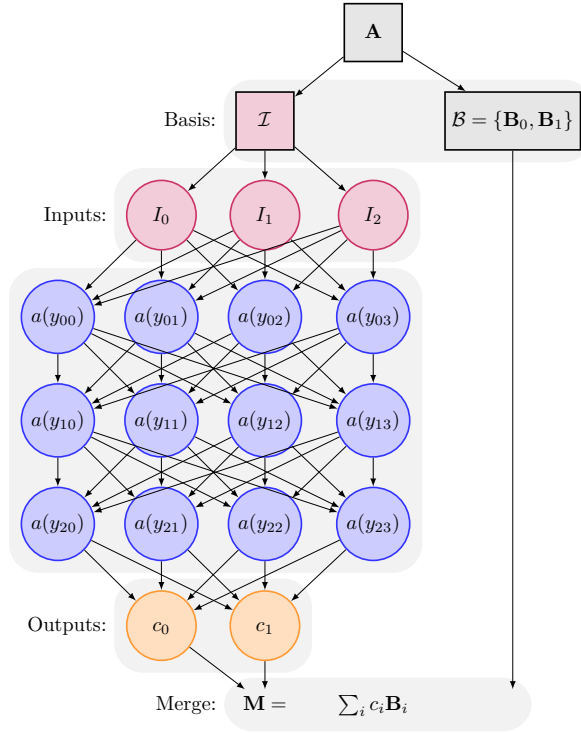 A
Basis: ℐ ℬ = {B₀, B₁}
Inputs: I₀ I₁ I₂
a(y₀₀) a(y₀₁) a(y₀₂) a(y₀₃)
a(y₁₀) a(y₁₁) a(y₁₂) a(y₁₃)
a(y₂₀) a(y₂₁) a(y₂₂) a(y₂₃)
Outputs: c₀ c₁
Merge: M = ∑ᵢ cᵢBᵢ